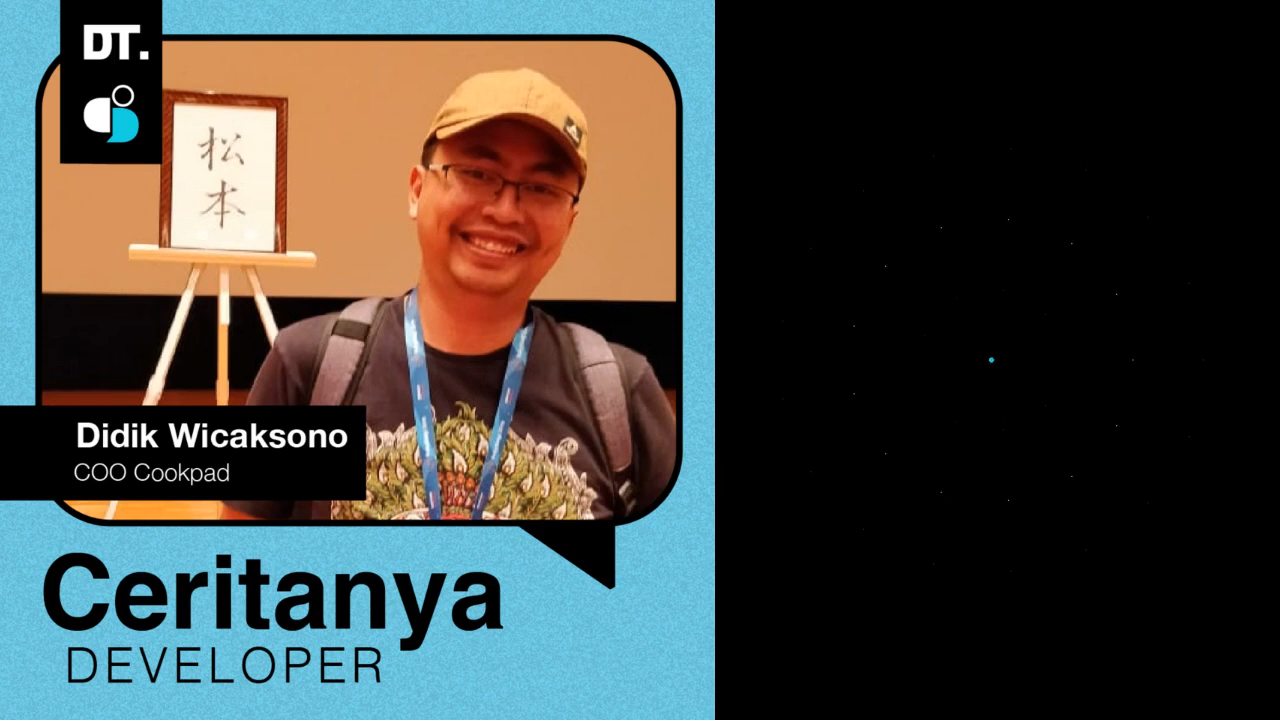 DT.
松
本
Didik Wicaksono
COO Cookpad
Ceritanya
DEVELOPER